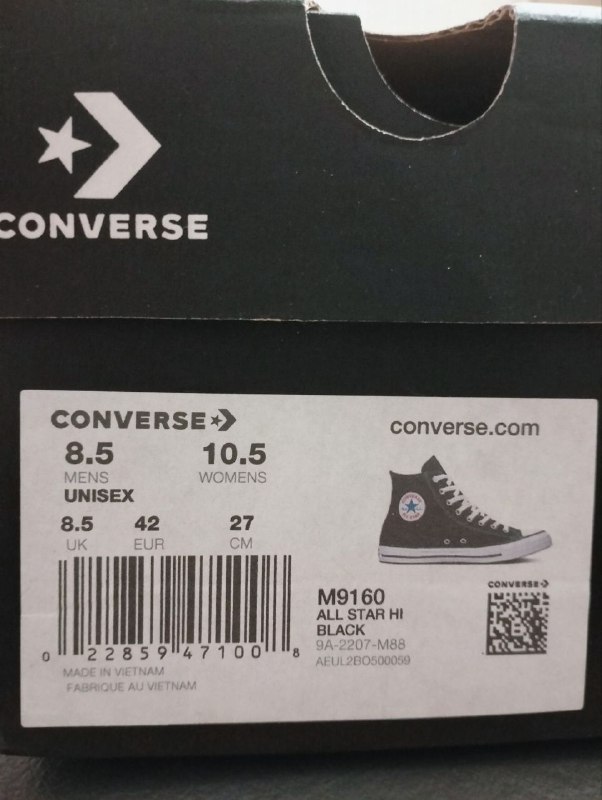 CONVERSE
CONVERSE
converse.com
8.5 10.5
MENS WOMENS
UNISEX
8.5 42 27
UK EUR CM
0 22859 47100 8
MADE IN VIETNAM
FABRIQUE AU VIETNAM
M9160
ALL STAR HI
BLACK
9A-2207-M88
AEUL2BO500059
CONVERSE